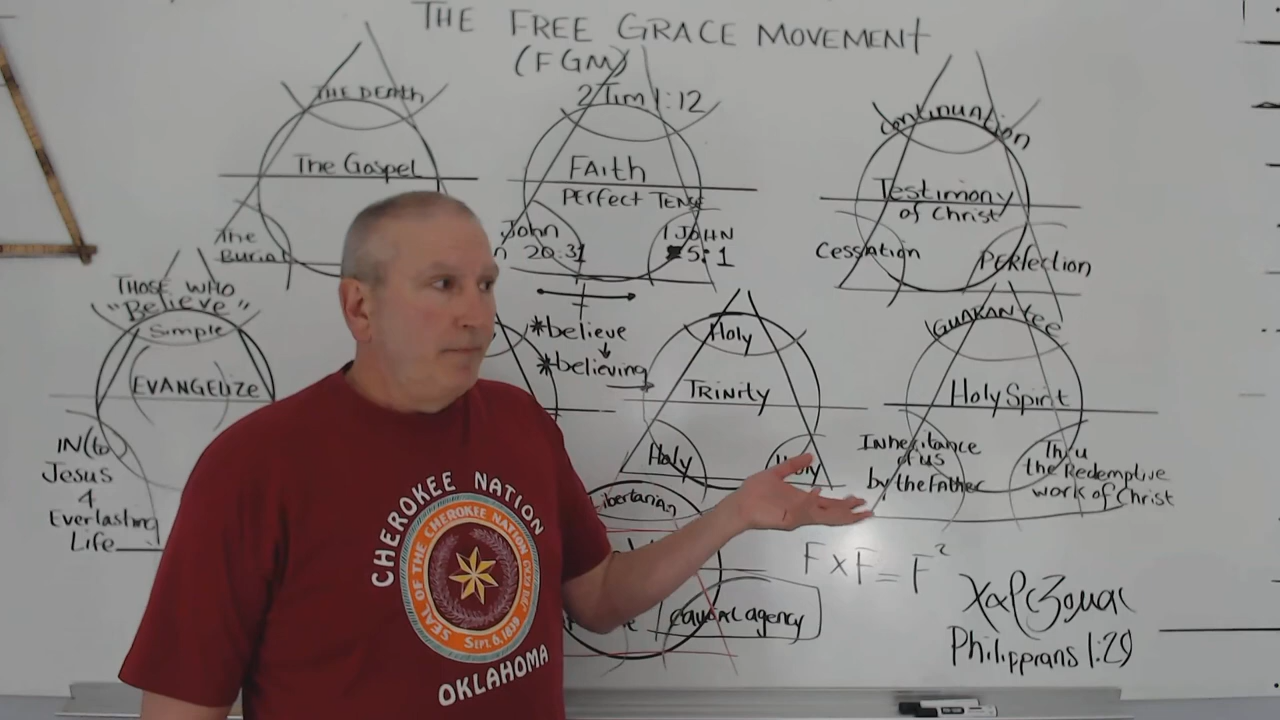 THE FREE GRACE MOVEMENT
(FGM)
THE DEATH
The Gospel
The
Burial
2 Tim 1:12
FAith
PERFECT TENSE
John
20:31
1 JOHN
5:1
Continuation
Testimony
of Christ
Cessation
Perfection
THOSE WHO
"Believe"
Simple
EVANGELIZE
IN(to)
Jesus
4
Everlasting
Life
*believe
*believing
Holy
TRiNiTy
Holy
Holy
GUARANTEE
Holy Spirit
Inheritance
of us
by the Father
Thru
the Redemptive
work of Christ
Libertarian
causal agency
F x F = F²
χαριζομαι
Philippians 1:29
CHEROKEE NATION
SEAL OF THE CHEROKEE NATION
SEPT. 6, 1839
OKLAHOMA